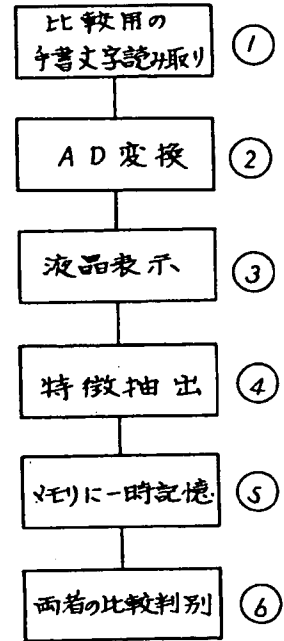 比較用の
手書文字読み取り
①
AD変換
②
液晶表示
③
特徴抽出
④
メモリに一時記憶
⑤
両者の比較判別
⑥